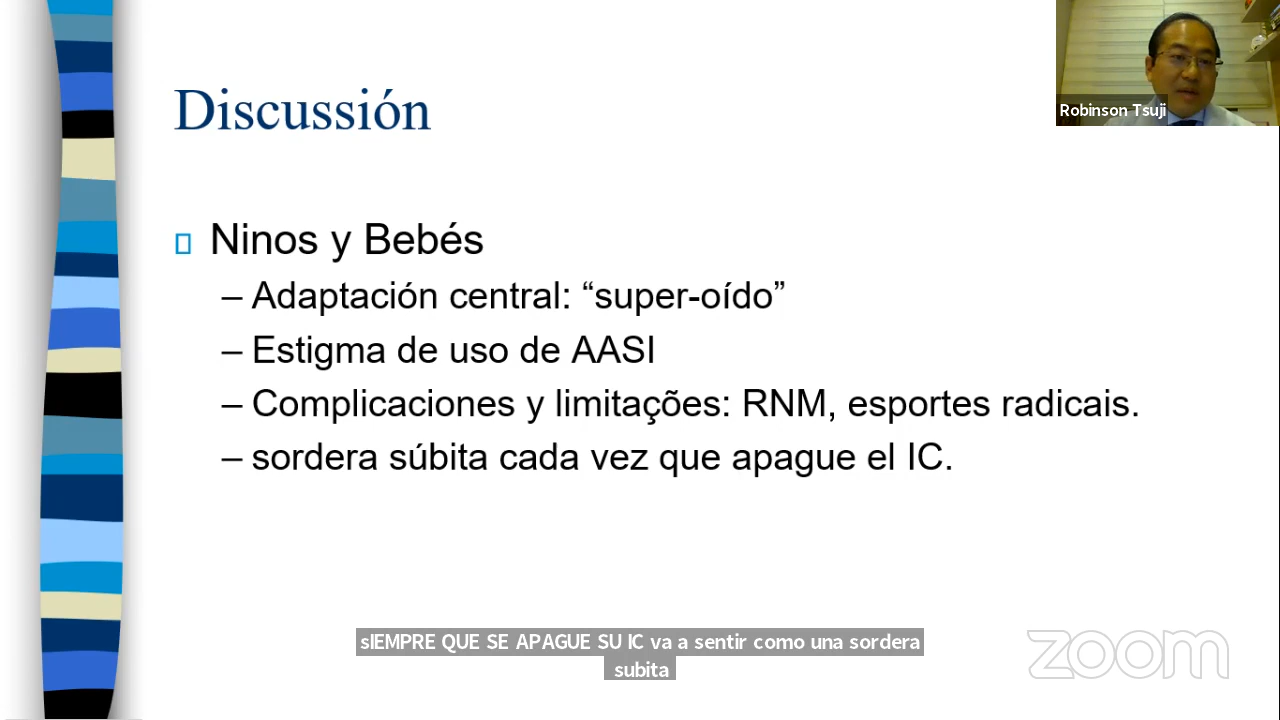 Discussión
Robinson Tsuji
Ninos y Bebés
– Adaptación central: “super-oído”
– Estigma de uso de AASI
– Complicaciones y limitações: RNM, esportes radicais.
– sordera súbita cada vez que apague el IC.
sIEMPRE QUE SE APAGUE SU IC va a sentir como una sordera
subita
zoom